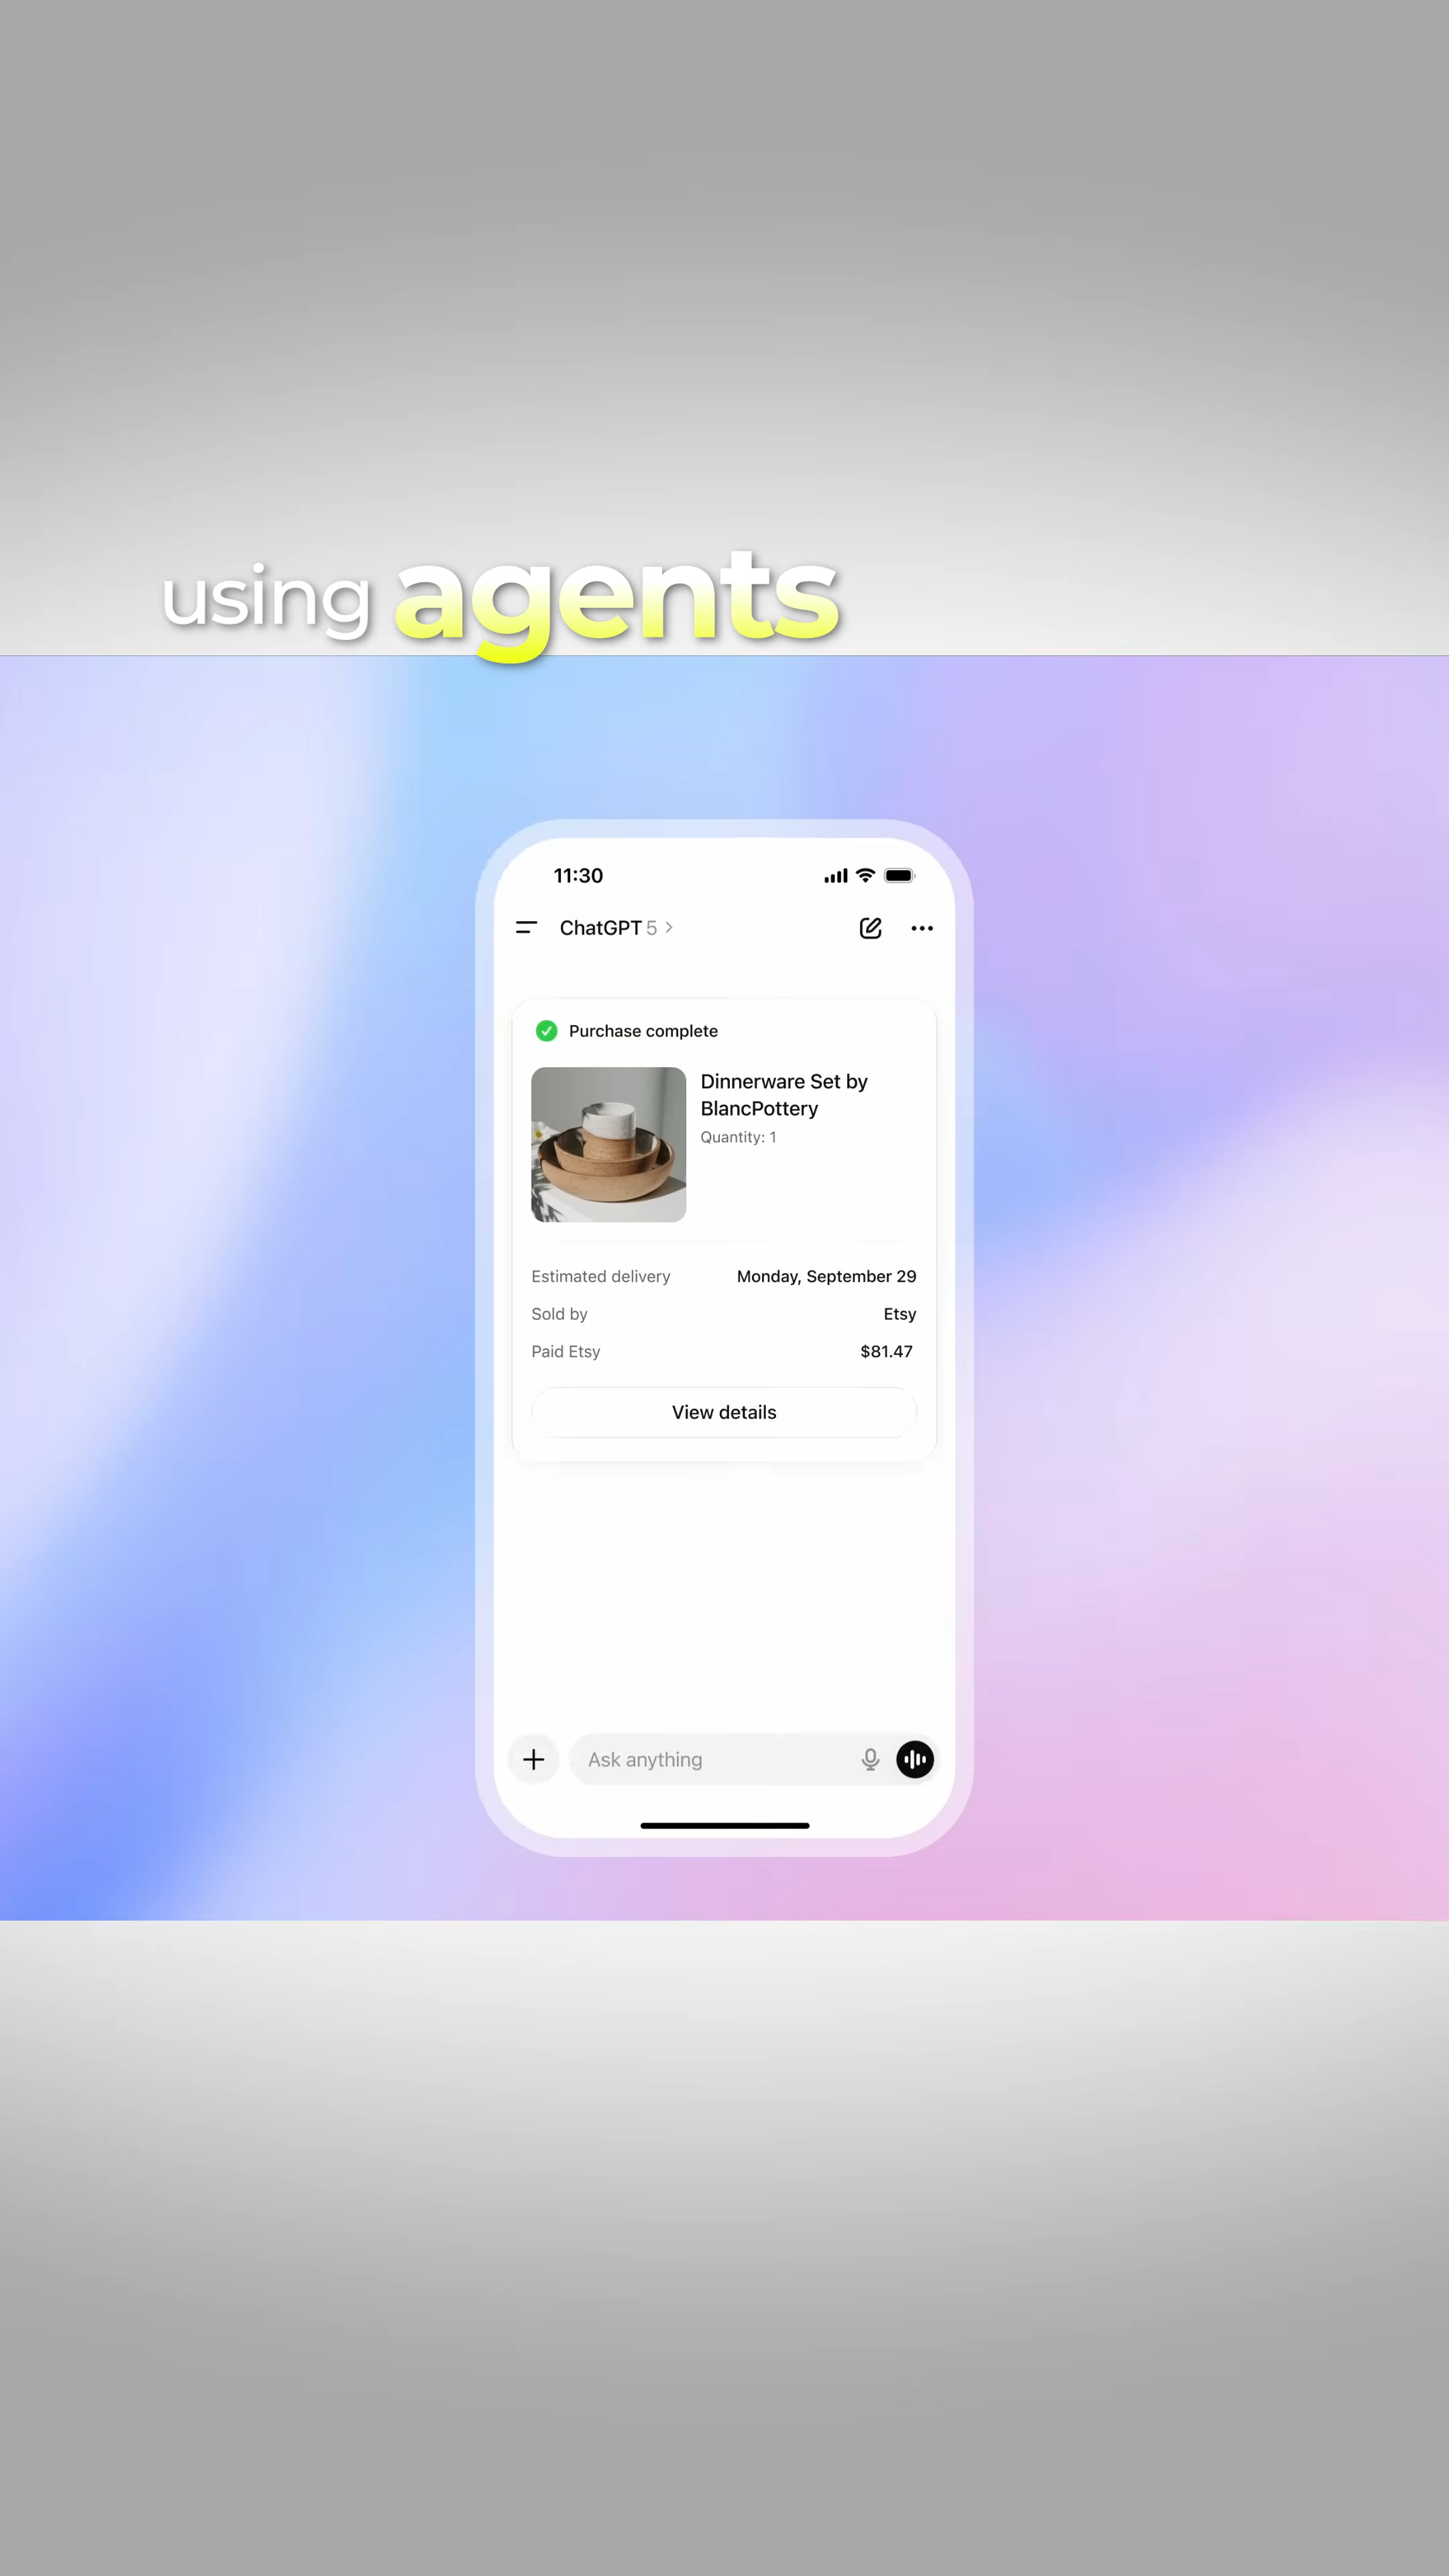 using agents
11:30
ChatGPT 5 >
Purchase complete
Dinnerware Set by
BlancPottery
Quantity: 1
Estimated delivery Monday, September 29
Sold by Etsy
Paid Etsy $81.47
View details
Ask anything